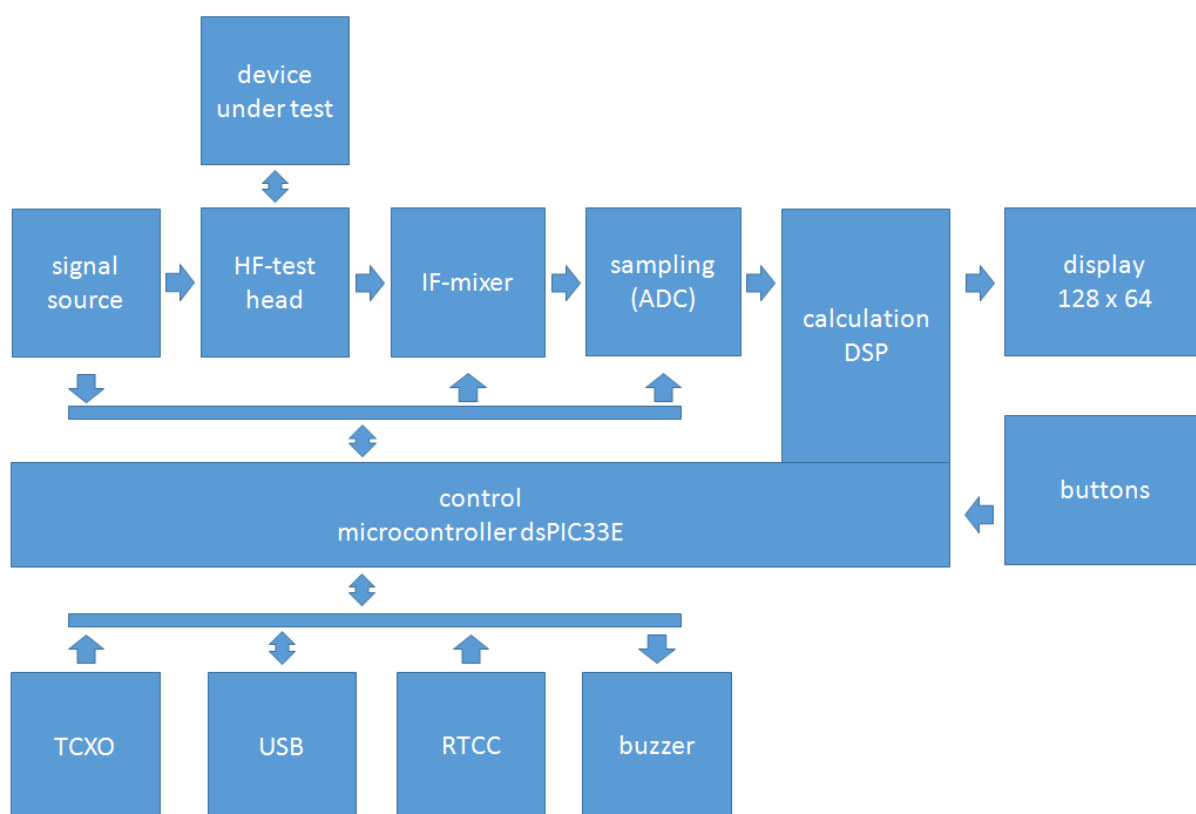 device
under test
signal
source
HF-test
head
IF-mixer
sampling
(ADC)
calculation
DSP
display
128 x 64
control
microcontroller dsPIC33E
buttons
TCXO
USB
RTCC
buzzer